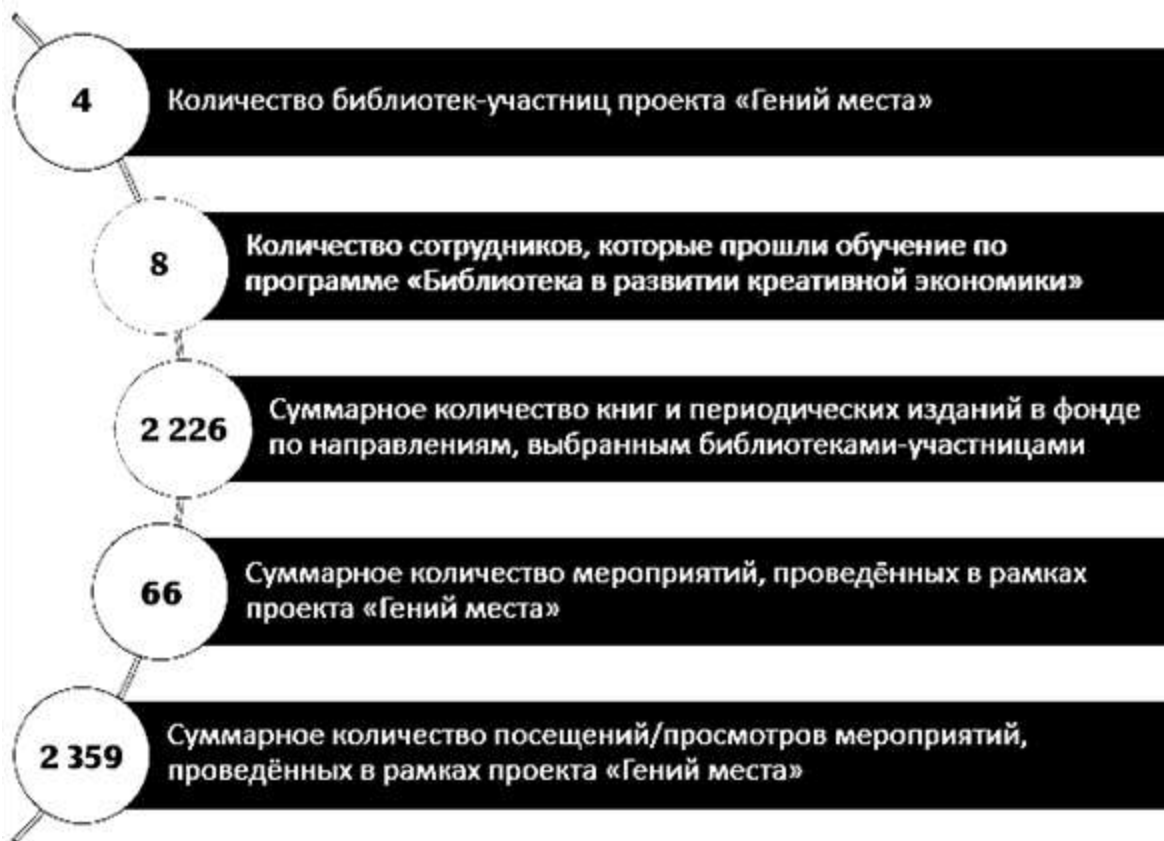 4
Количество библиотек-участниц проекта «Гений места»
8
Количество сотрудников, которые прошли обучение по
программе «Библиотека в развитии креативной экономики»
2 226
Суммарное количество книг и периодических изданий в фонде
по направлениям, выбранным библиотеками-участницами
66
Суммарное количество мероприятий, проведённых в рамках
проекта «Гений места»
2 359
Суммарное количество посещений/просмотров мероприятий,
проведённых в рамках проекта «Гений места»